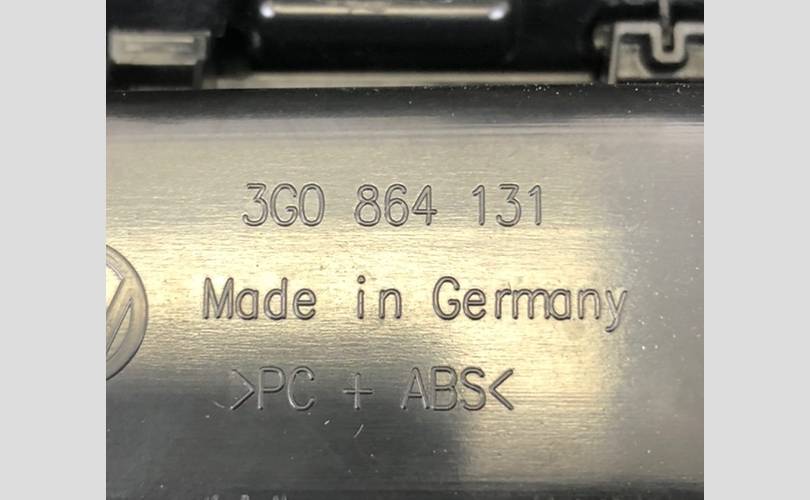 3G0 864 131
Made in Germany
>PC + ABS<